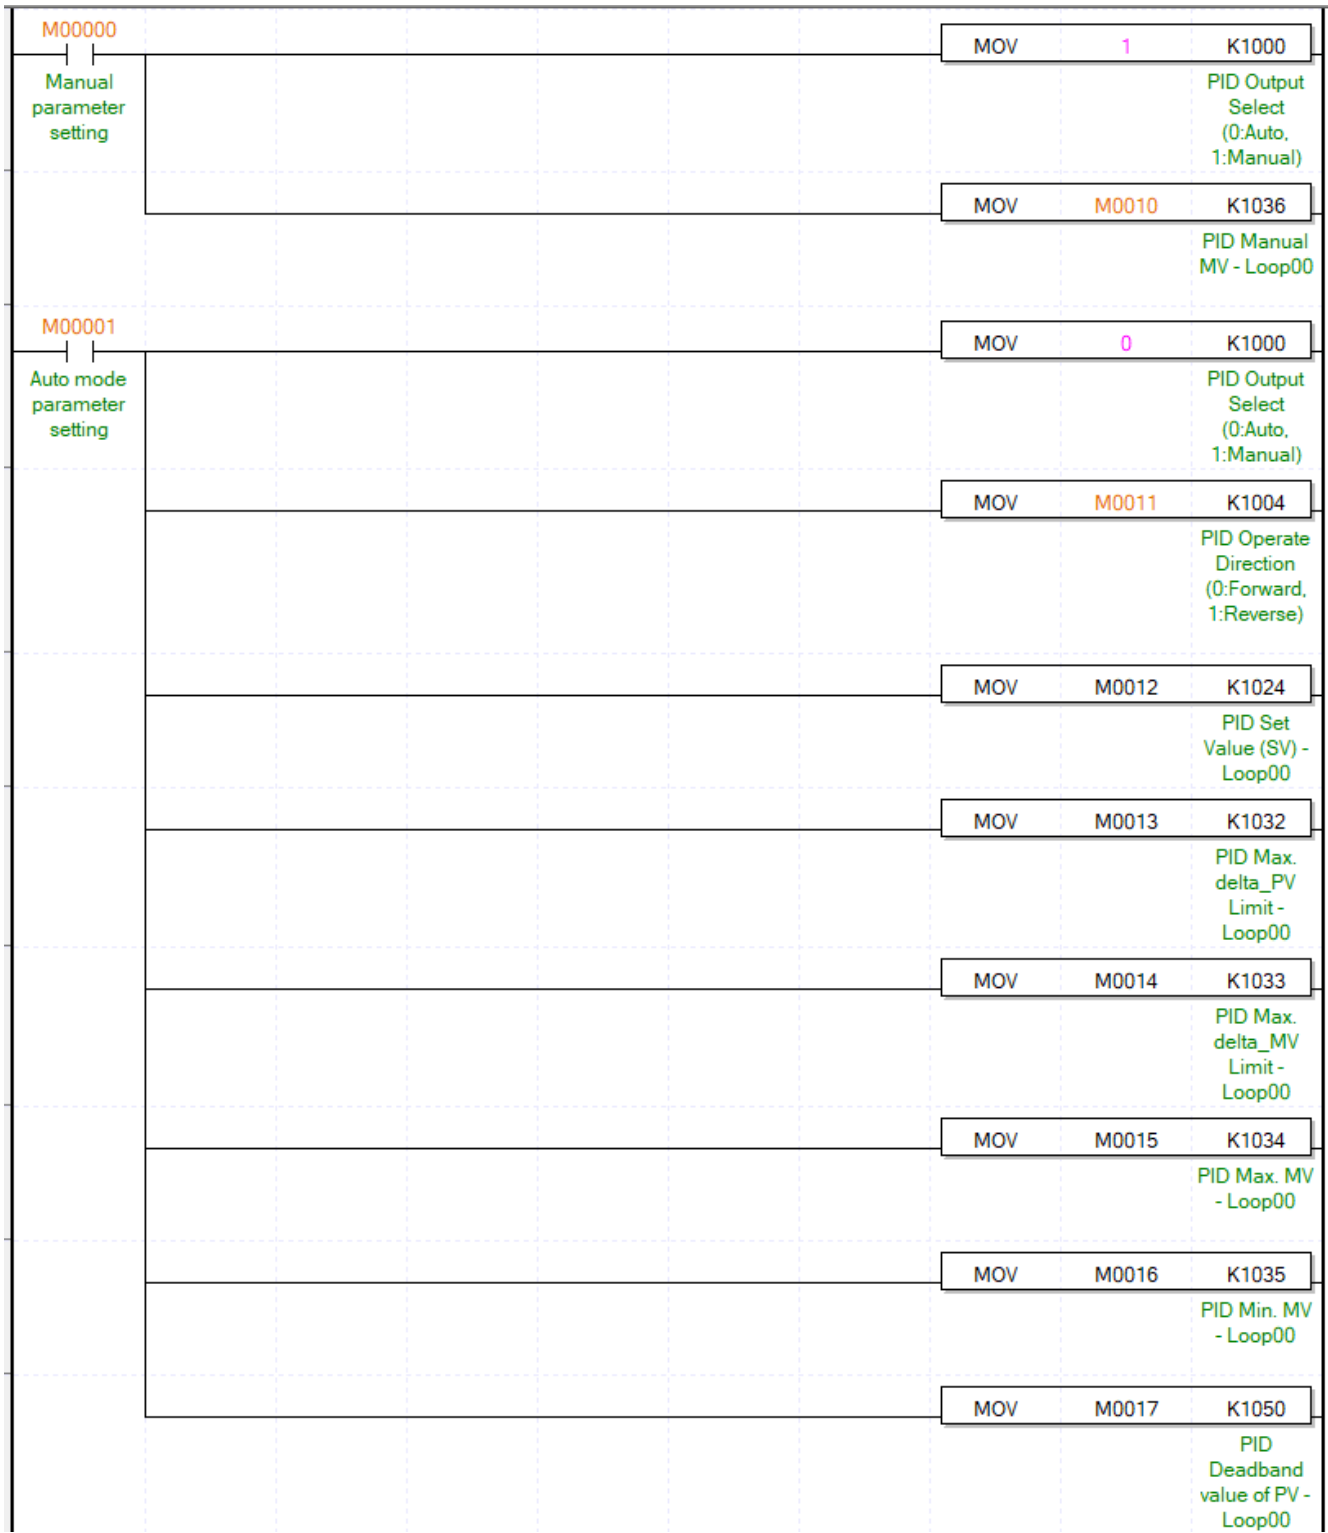 M00000
MOV 1 K1000
Manual
parameter
setting
PID Output
Select
(0:Auto,
1:Manual)
MOV M0010 K1036
PID Manual
MV - Loop00
M00001
MOV 0 K1000
Auto mode
parameter
setting
PID Output
Select
(0:Auto,
1:Manual)
MOV M0011 K1004
PID Operate
Direction
(0:Forward,
1:Reverse)
MOV M0012 K1024
PID Set
Value (SV) -
Loop00
MOV M0013 K1032
PID Max.
delta_PV
Limit -
Loop00
MOV M0014 K1033
PID Max.
delta_MV
Limit -
Loop00
MOV M0015 K1034
PID Max. MV
- Loop00
MOV M0016 K1035
PID Min. MV
- Loop00
MOV M0017 K1050
PID
Deadband
value of PV -
Loop00